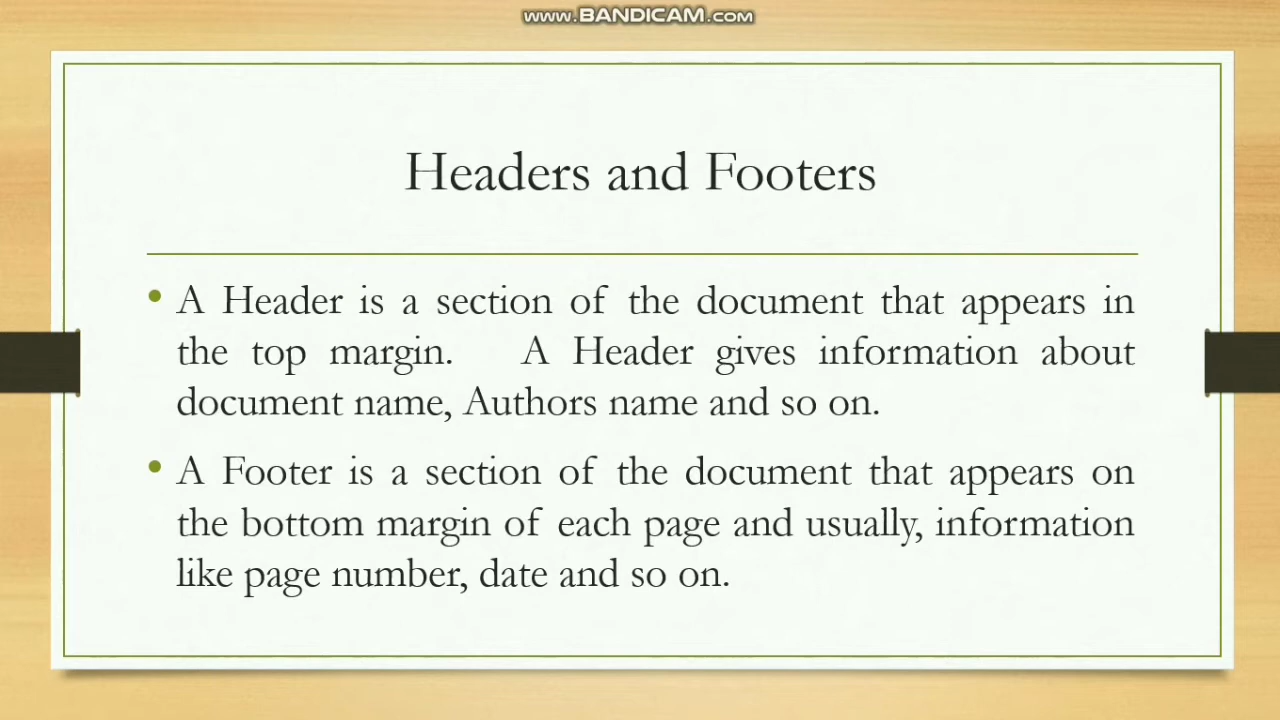 www.BANDICAM.com
Headers and Footers
• A Header is a section of the document that appears in
the top margin. A Header gives information about
document name, Authors name and so on.
• A Footer is a section of the document that appears on
the bottom margin of each page and usually, information
like page number, date and so on.